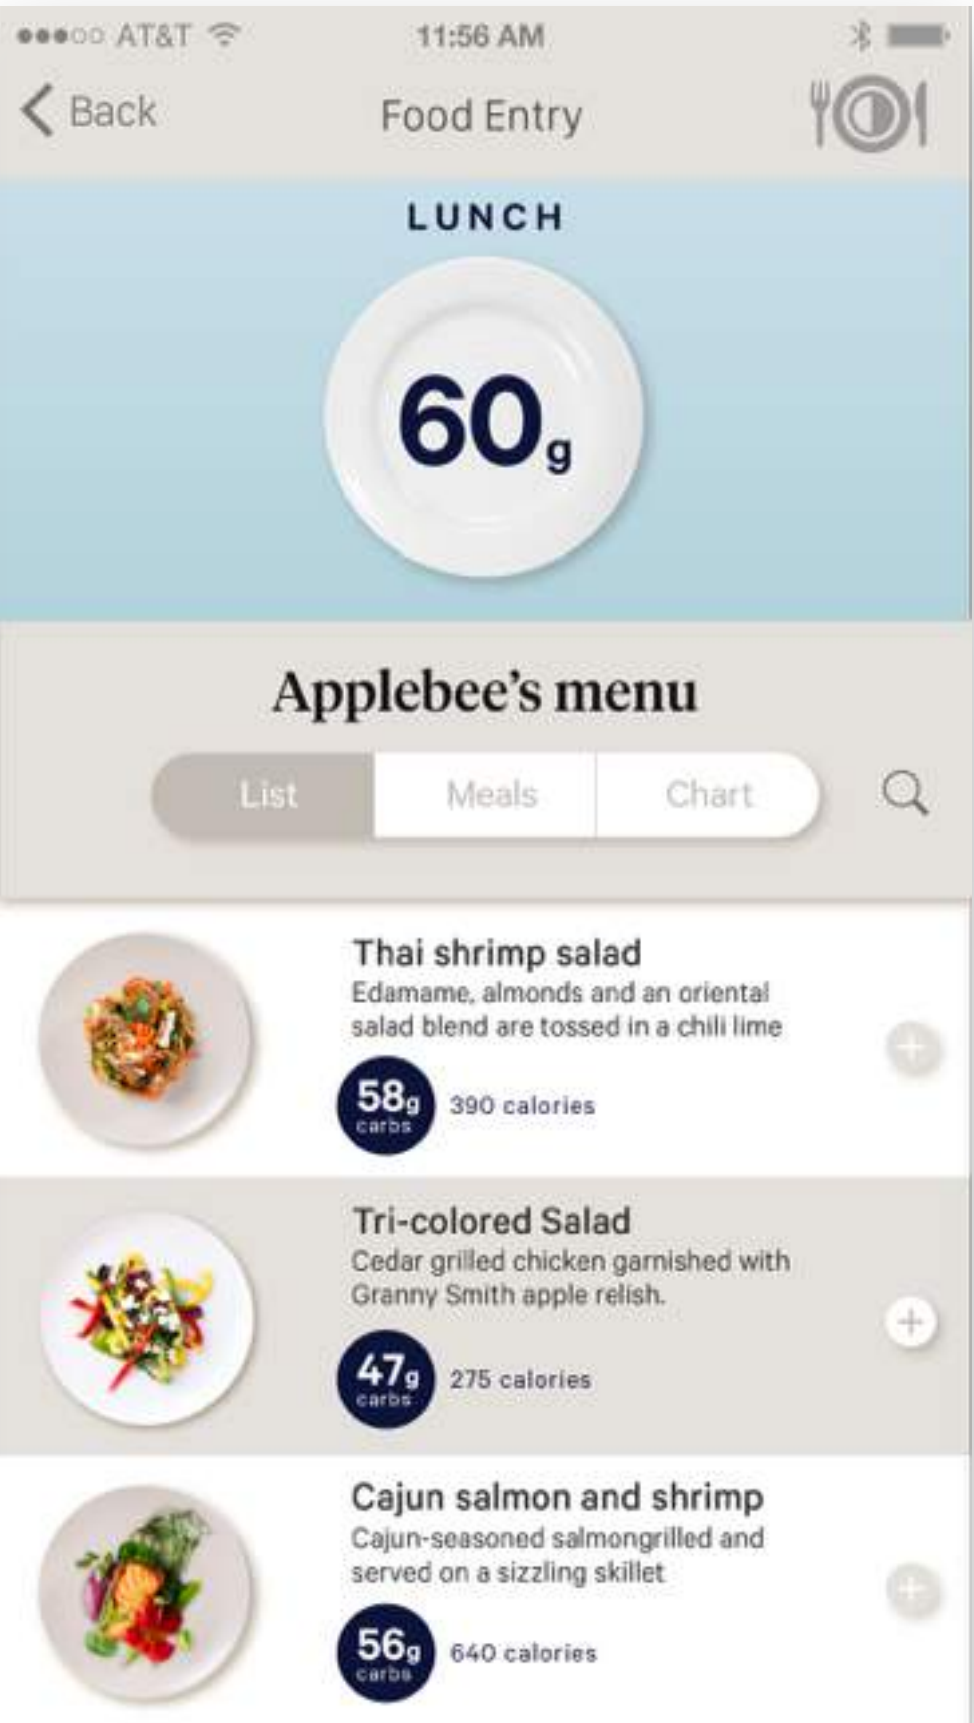 AT&T 11:56 AM
Back Food Entry
LUNCH
60g
Applebee's menu
List Meals Chart
Thai shrimp salad
Edamame, almonds and an oriental
salad blend are tossed in a chili lime
58g
carbs
390 calories
Tri-colored Salad
Cedar grilled chicken garnished with
Granny Smith apple relish.
47g
carbs
275 calories
Cajun salmon and shrimp
Cajun-seasoned salmongrilled and
served on a sizzling skillet
56g
carbs
640 calories